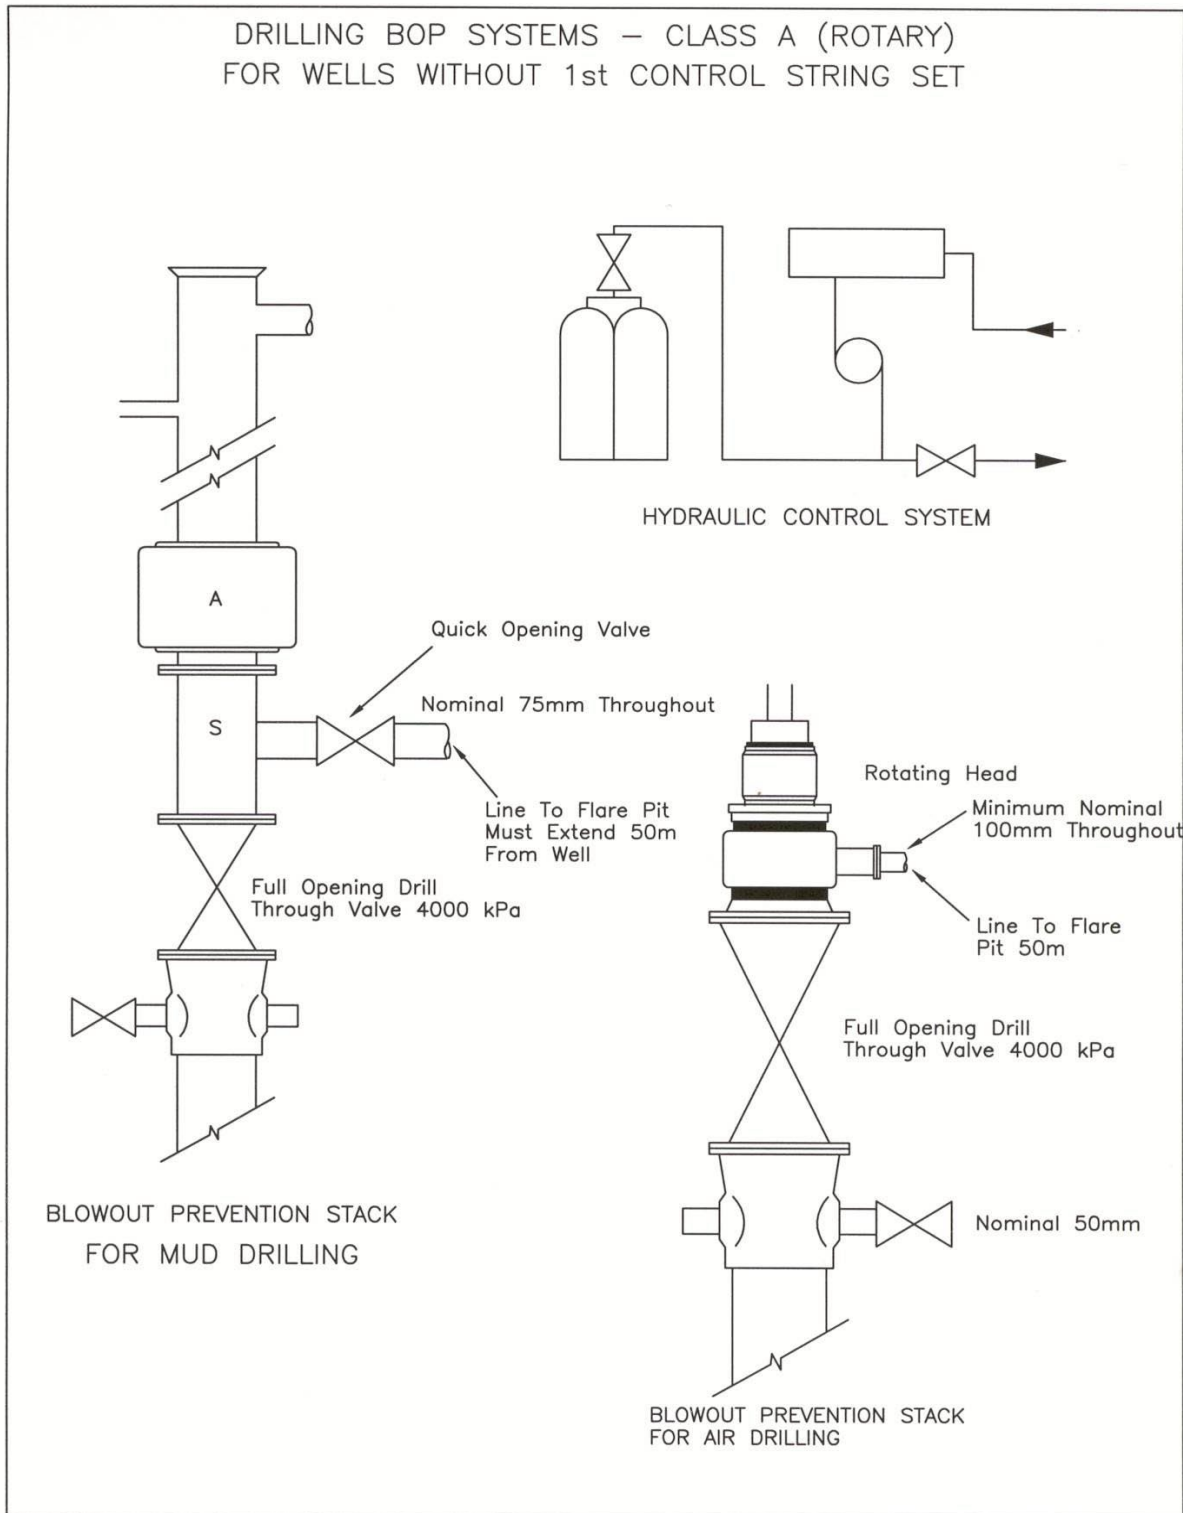 DRILLING BOP SYSTEMS – CLASS A (ROTARY)
FOR WELLS WITHOUT 1st CONTROL STRING SET
HYDRAULIC CONTROL SYSTEM
N
N
A
Quick Opening Valve
Nominal 75mm Throughout
S
Line To Flare Pit
Must Extend 50m
From Well
Full Opening Drill
Through Valve 4000 kPa
N
BLOWOUT PREVENTION STACK
FOR MUD DRILLING
Rotating Head
Minimum Nominal
100mm Throughout
Line To Flare
Pit 50m
Full Opening Drill
Through Valve 4000 kPa
Nominal 50mm
N
BLOWOUT PREVENTION STACK
FOR AIR DRILLING